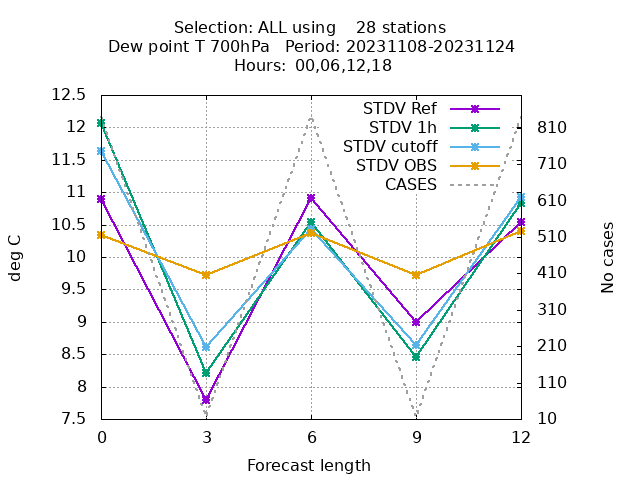 Selection: ALL using    28 stations
Dew point T 700hPa   Period: 20231108-20231124
Hours: 00,06,12,18
STDV Ref
STDV 1h
STDV cutoff
STDV OBS
CASES
deg C
12.5
12
11.5
11
10.5
10
9.5
9
8.5
8
7.5
No cases
810
710
610
510
410
310
210
110
10
0 3 6 9 12
Forecast length